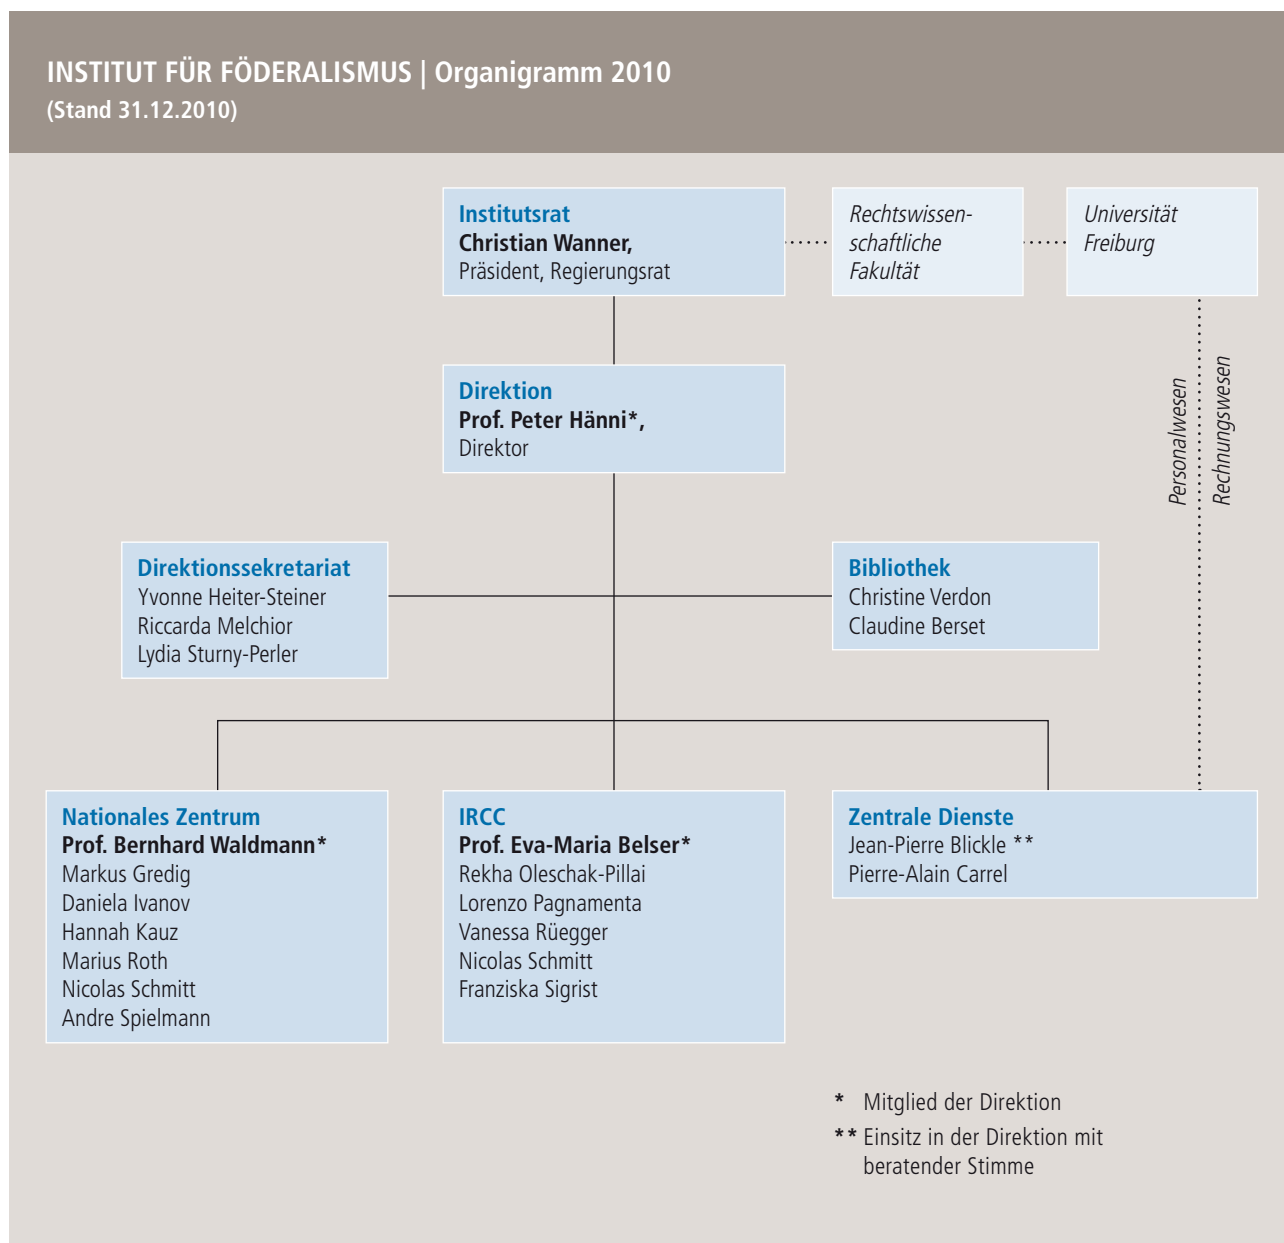 INSTITUT FÜR FÖDERALISMUS | Organigramm 2010
(Stand 31.12.2010)
Institutsrat
Christian Wanner,
Präsident, Regierungsrat
Rechtswissen-
schaftliche
Fakultät
Universität
Freiburg
Direktion
Prof. Peter Hänni*,
Direktor
Personalwesen
Rechnungswesen
Direktionssekretariat
Yvonne Heiter-Steiner
Riccarda Melchior
Lydia Sturny-Perler
Bibliothek
Christine Verdon
Claudine Berset
Nationales Zentrum
Prof. Bernhard Waldmann*
Markus Gredig
Daniela Ivanov
Hannah Kauz
Marius Roth
Nicolas Schmitt
Andre Spielmann
IRCC
Prof. Eva-Maria Belser*
Rekha Oleschak-Pillai
Lorenzo Pagnamenta
Vanessa Rüegger
Nicolas Schmitt
Franziska Sigrist
Zentrale Dienste
Jean-Pierre Blickle **
Pierre-Alain Carrel
* Mitglied der Direktion
** Einsitz in der Direktion mit
beratender Stimme